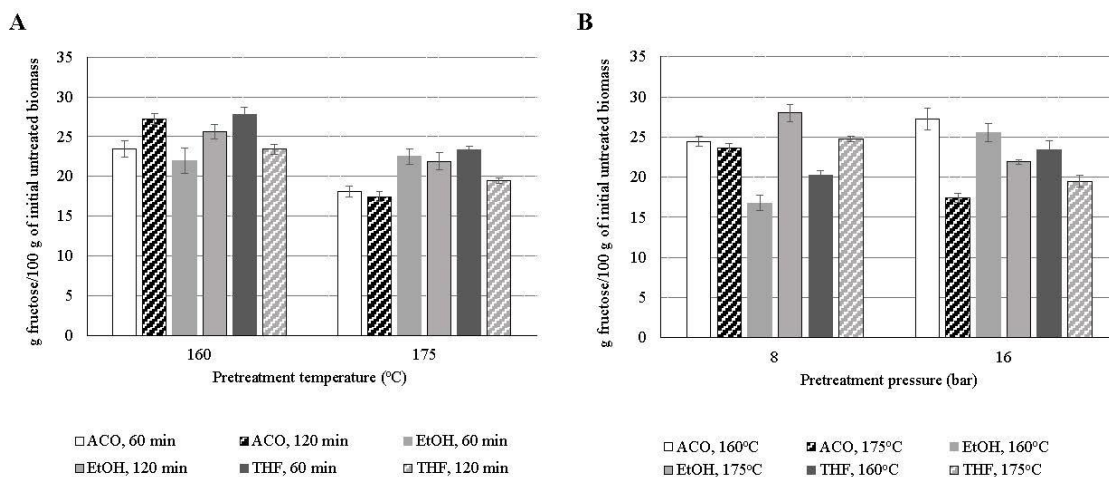 A
g fructose/100 g of initial untreated biomass
35
30
25
20
15
10
5
0
160
175
Pretreatment temperature (°C)
ACO, 60 min
ACO, 120 min
EtOH, 60 min
EtOH, 120 min
THF, 60 min
THF, 120 min
B
g fructose/100 g of initial untreated biomass
35
30
25
20
15
10
5
0
8
16
Pretreatment pressure (bar)
ACO, 160°C
ACO, 175°C
EtOH, 160°C
EtOH, 175°C
THF, 160°C
THF, 175°C